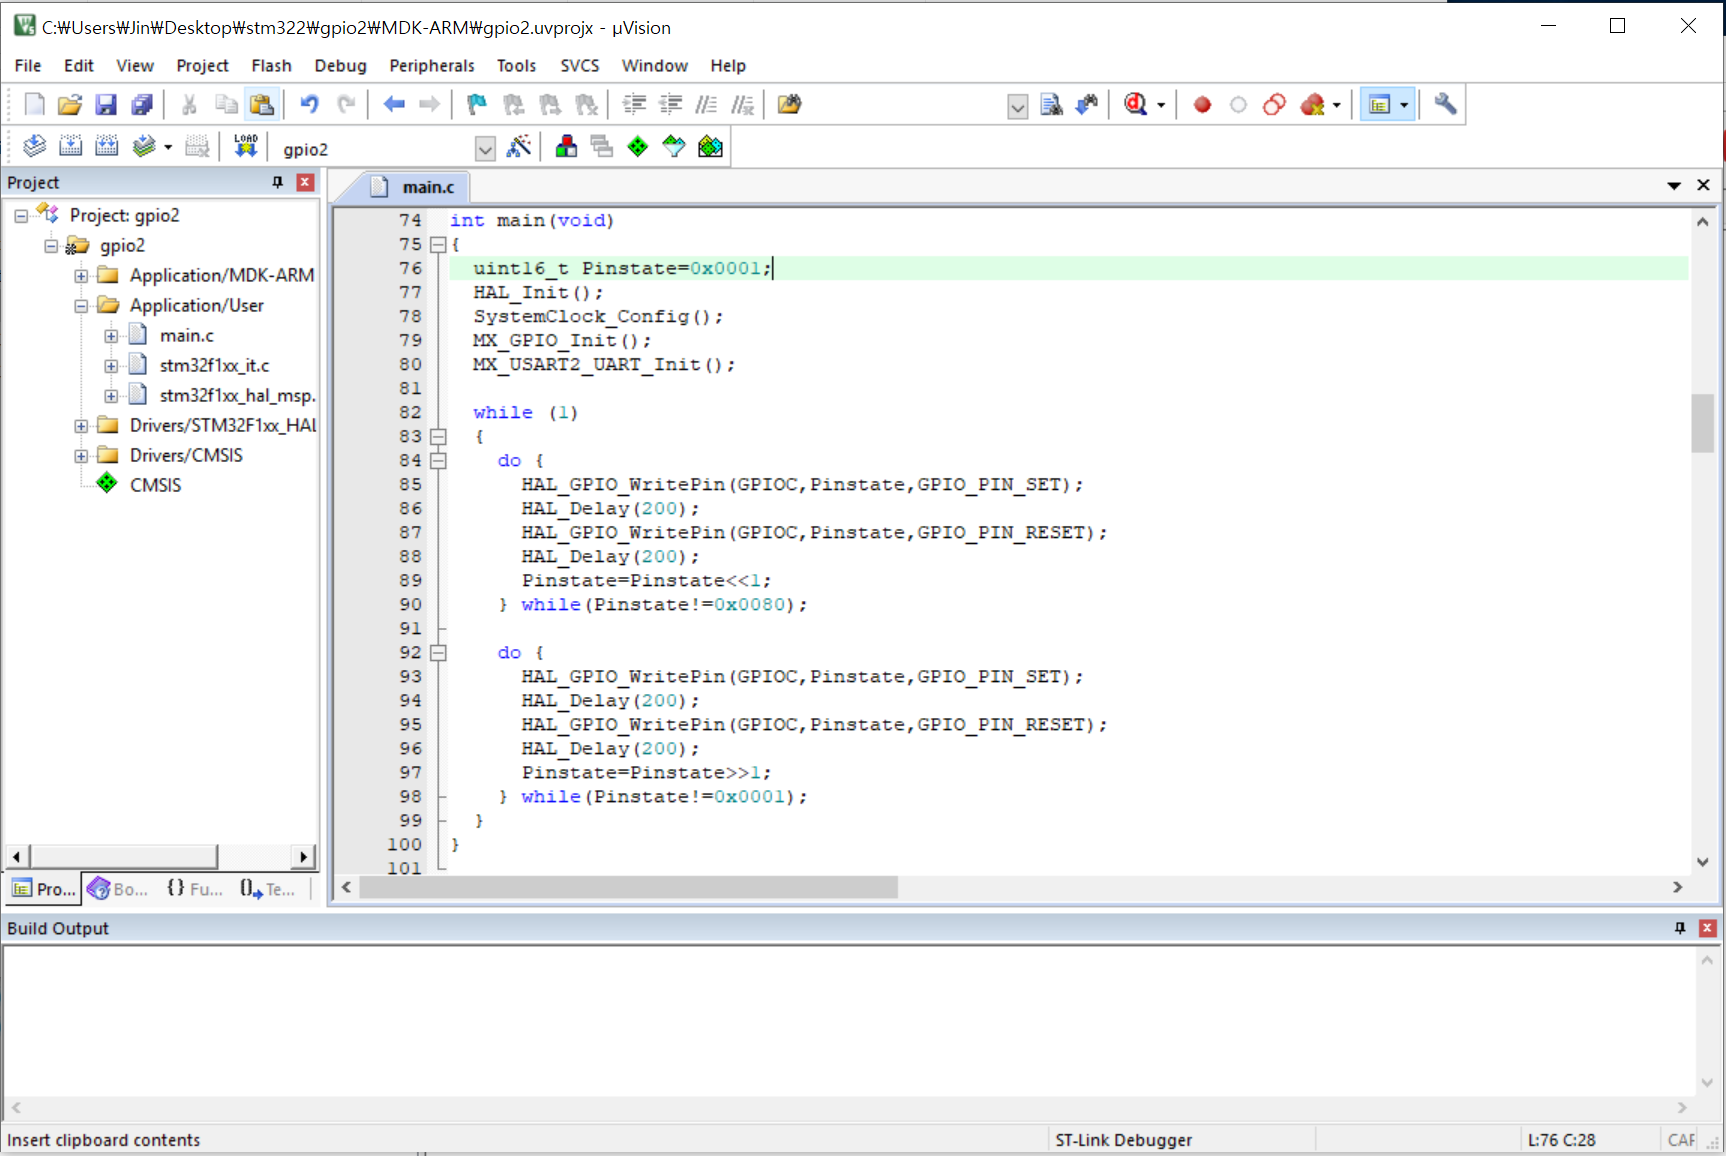 C:₩Users₩Jin₩Desktop₩stm322₩gpio2₩MDK-ARM₩gpio2.uvprojx - µVision
File Edit View Project Flash Debug Peripherals Tools SVCS Window Help
LOAD
gpio2
Project
main.c
Project: gpio2
gpio2
Application/MDK-ARM
Application/User
main.c
stm32f1xx_it.c
stm32f1xx_hal_msp.
Drivers/STM32F1xx_HAL
Drivers/CMSIS
CMSIS
Pro... Bo... {} Fu... Te...
74 int main(void)
75 {
76 uint16_t Pinstate=0x0001;
77 HAL_Init();
78 SystemClock_Config();
79 MX_GPIO_Init();
80 MX_USART2_UART_Init();
81
82 while (1)
83 {
84 do {
85 HAL_GPIO_WritePin(GPIOC,Pinstate,GPIO_PIN_SET);
86 HAL_Delay(200);
87 HAL_GPIO_WritePin(GPIOC,Pinstate,GPIO_PIN_RESET);
88 HAL_Delay(200);
89 Pinstate=Pinstate<<1;
90 } while(Pinstate!=0x0080);
91
92 do {
93 HAL_GPIO_WritePin(GPIOC,Pinstate,GPIO_PIN_SET);
94 HAL_Delay(200);
95 HAL_GPIO_WritePin(GPIOC,Pinstate,GPIO_PIN_RESET);
96 HAL_Delay(200);
97 Pinstate=Pinstate>>1;
98 } while(Pinstate!=0x0001);
99 }
100 }
101
Build Output
Insert clipboard contents ST-Link Debugger L:76 C:28 CAP